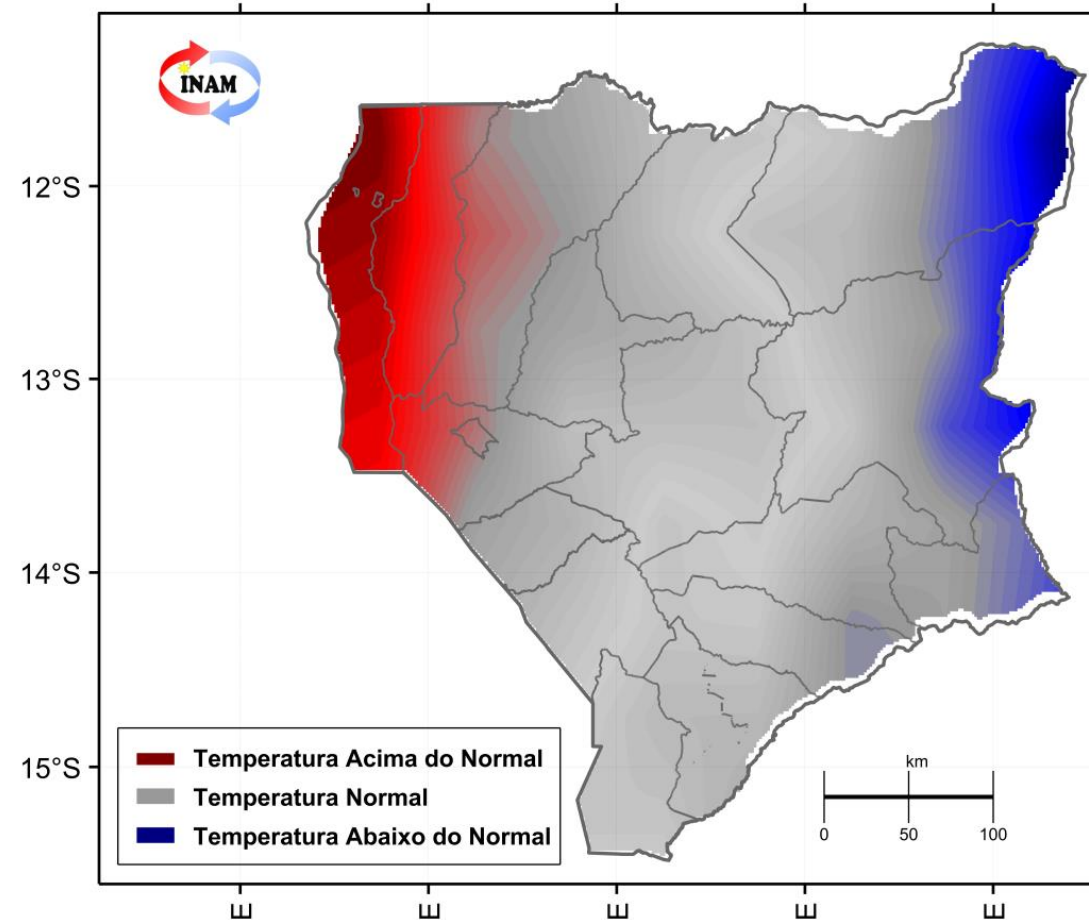 INAM
12°S
13°S
14°S
15°S
Temperatura Acima do Normal
Temperatura Normal
Temperatura Abaixo do Normal
km
0 50 100
E E E E E